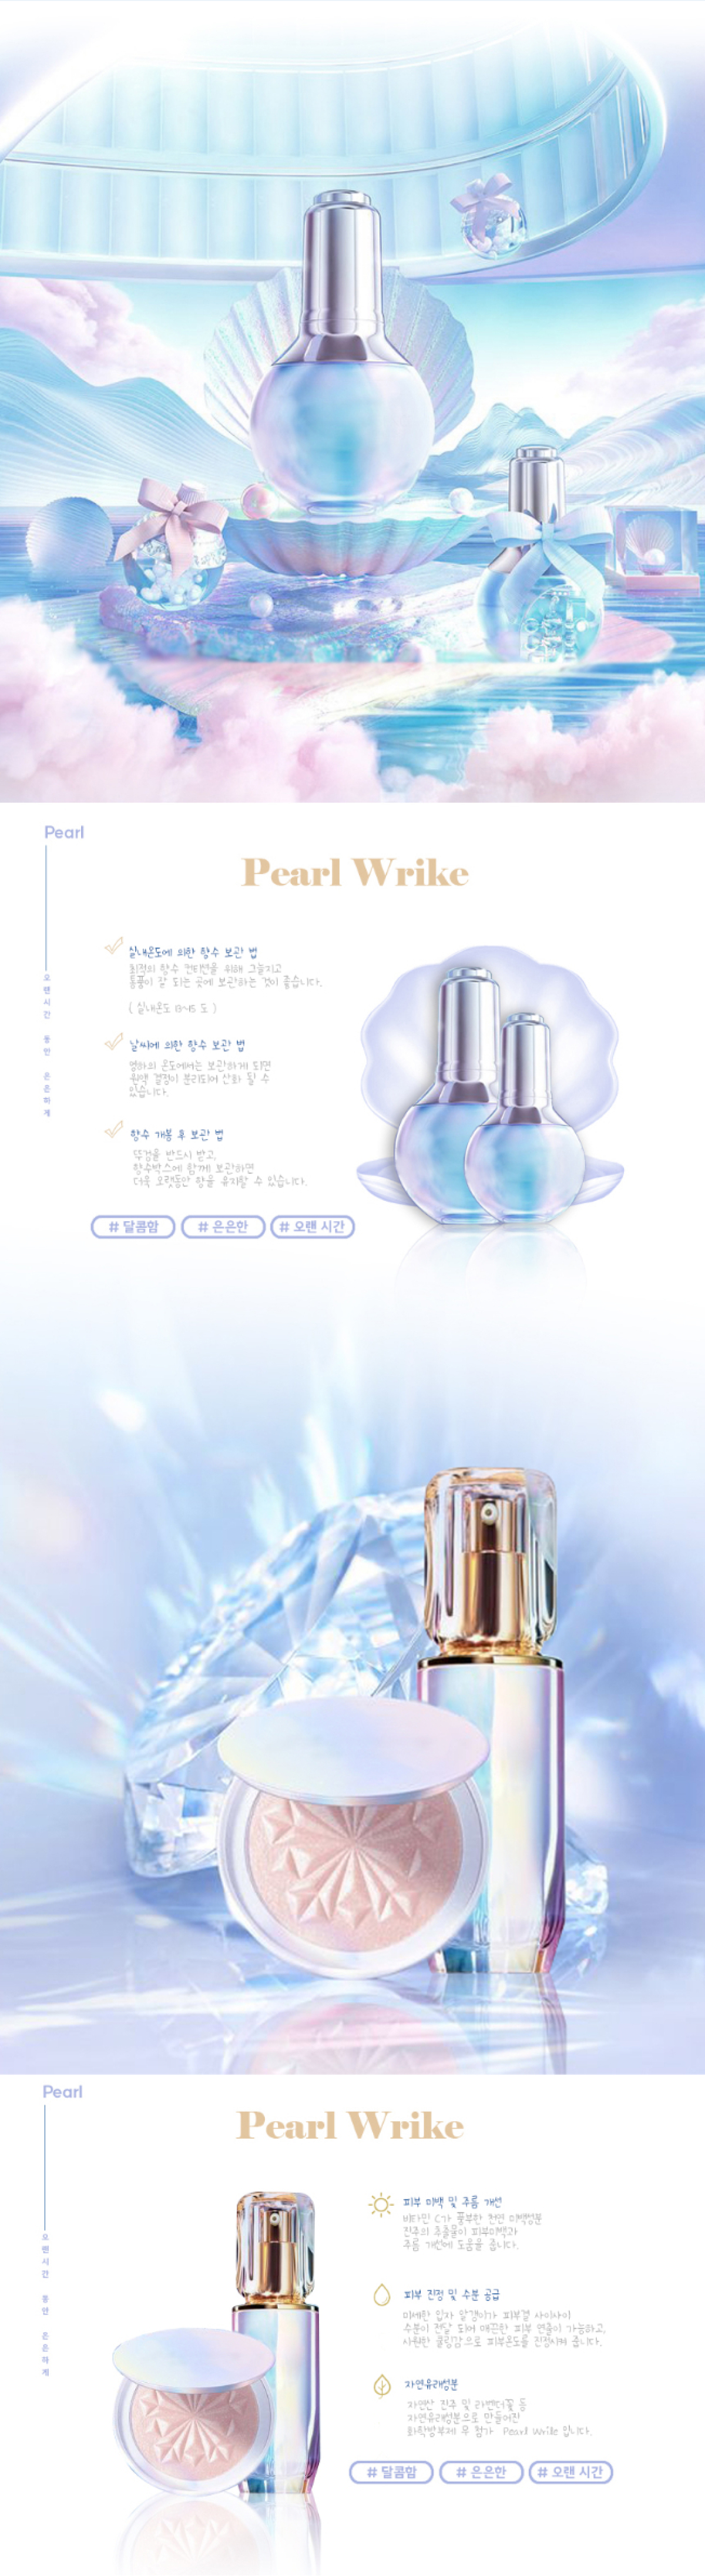 Pearl
Pearl Wrike
오랜시간 동안 은은하게
실내온도에 의한 향수 보관 법
최적의 향수 컨티션을 위해 그늘지고
통풍이 잘 되는 곳에 보관하는 것이 좋습니다.
( 실내온도 13~15 도 )
날씨에 의한 향수 보관 법
영하의 온도에서는 보관하게 되면
원액 결정이 분리되어 산화 될 수
있습니다.
향수 개봉 후 보관 법
뚜껑을 반드시 받고,
향수박스에 함께 보관하면
더욱 오랫동안 향을 유지할 수 있습니다.
# 달콤함
# 은은한
# 오랜 시간
Pearl
Pearl Wrike
오랜시간 동안 은은하게
피부 미백 및 주름 개선
비타민 C가 풍부한 천연 미백성분
진주의 추출물이 피부미백과
주름 개선에 도움을 줍니다.
피부 진정 및 수분 공급
미세한 입자 알갱이가 피부결 사이사이
수분이 전달 되어 매끈한 피부 연출이 가능하고,
시원한 쿨링감으로 피부온도를 진정시켜 줍니다.
자연유래성분
자연산 진주 및 라벤더꽃 등
자연유래성분으로 만들어진
화학방부제 무 첨가 Pearl Wrike 입니다.
# 달콤함
# 은은한
# 오랜 시간